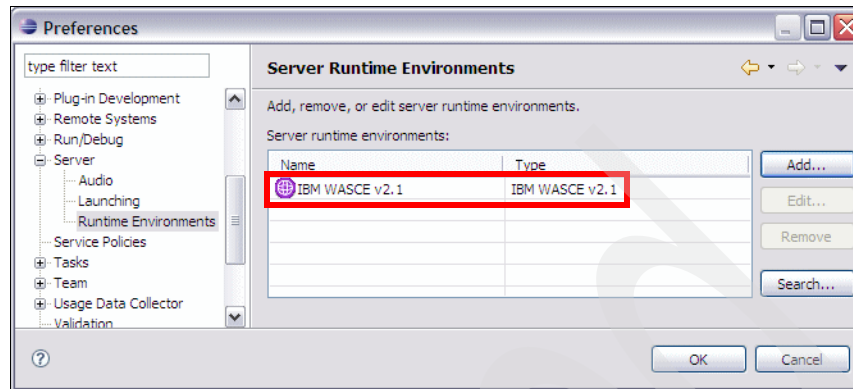 Preferences
type filter text
Server Runtime Environments
Plug-in Development
Remote Systems
Run/Debug
Server
Audio
Launching
Runtime Environments
Service Policies
Tasks
Team
Usage Data Collector
Validation
Add, remove, or edit server runtime environments.
Server runtime environments:
Name Type
IBM WASCE v2.1 IBM WASCE v2.1
Add...
Edit...
Remove
Search...
? OK Cancel